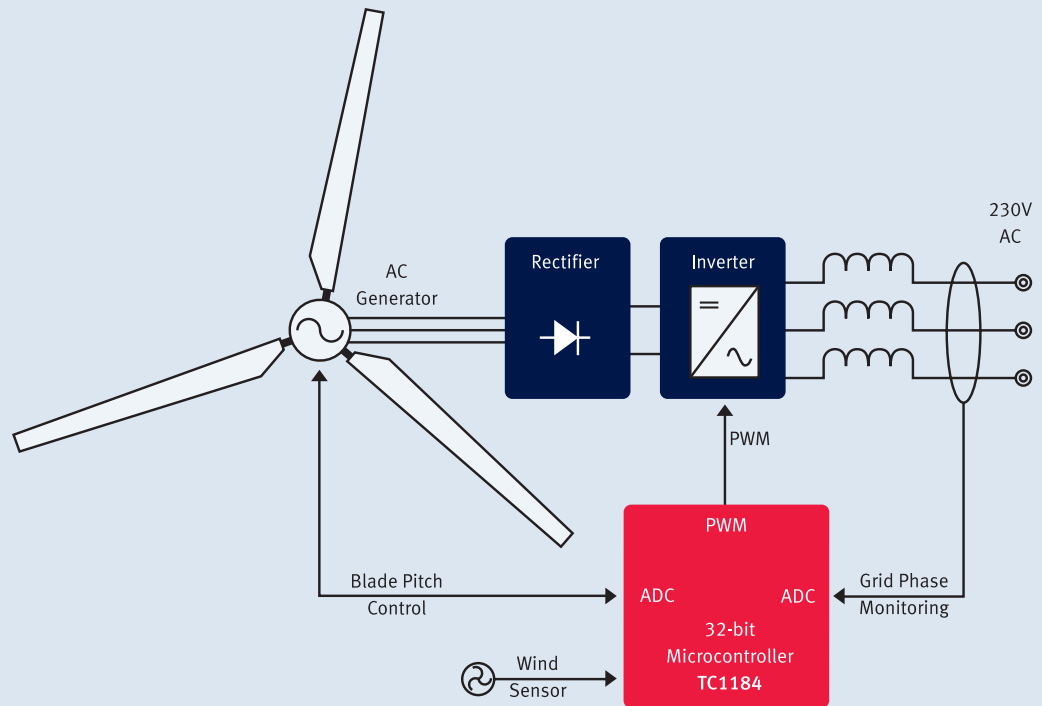 AC
Generator
Rectifier
Inverter
230V
AC
PWM
PWM
Blade Pitch
Control
ADC
ADC
Grid Phase
Monitoring
32-bit
Microcontroller
TC1184
Wind
Sensor